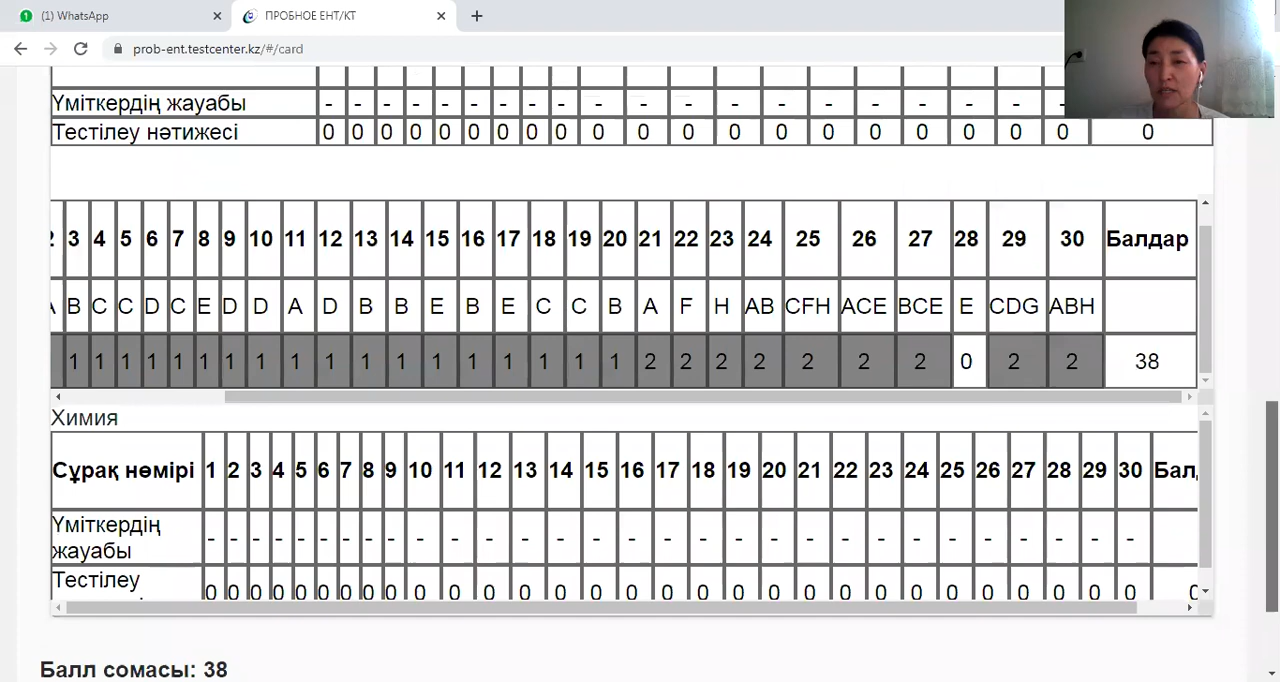 (1) WhatsApp
ПРОБНОЕ ЕНТ/КТ
prob-ent.testcenter.kz/#/card
Үміткердің жауабы - - - - - - - - - - - - - - - - - -
Тестілеу нәтижесі 0 0 0 0 0 0 0 0 0 0 0 0 0 0 0 0 0 0 0 0 0
3 4 5 6 7 8 9 10 11 12 13 14 15 16 17 18 19 20 21 22 23 24 25 26 27 28 29 30 Балдар
B C C D C E D D A D B B E B E C C B A F H AB CFH ACE BCE E CDG ABH
1 1 1 1 1 1 1 1 1 1 1 1 1 1 1 1 1 1 2 2 2 2 2 2 2 0 2 2 38
Химия
Сұрақ нөмірі 1 2 3 4 5 6 7 8 9 10 11 12 13 14 15 16 17 18 19 20 21 22 23 24 25 26 27 28 29 30
Үміткердің
жауабы - - - - - - - - - - - - - - - - - - - - - - - - - - - - - -
Тестілеу
0 0 0 0 0 0 0 0 0 0 0 0 0 0 0 0 0 0 0 0 0 0 0 0 0 0 0 0 0 0
Балл сомасы: 38